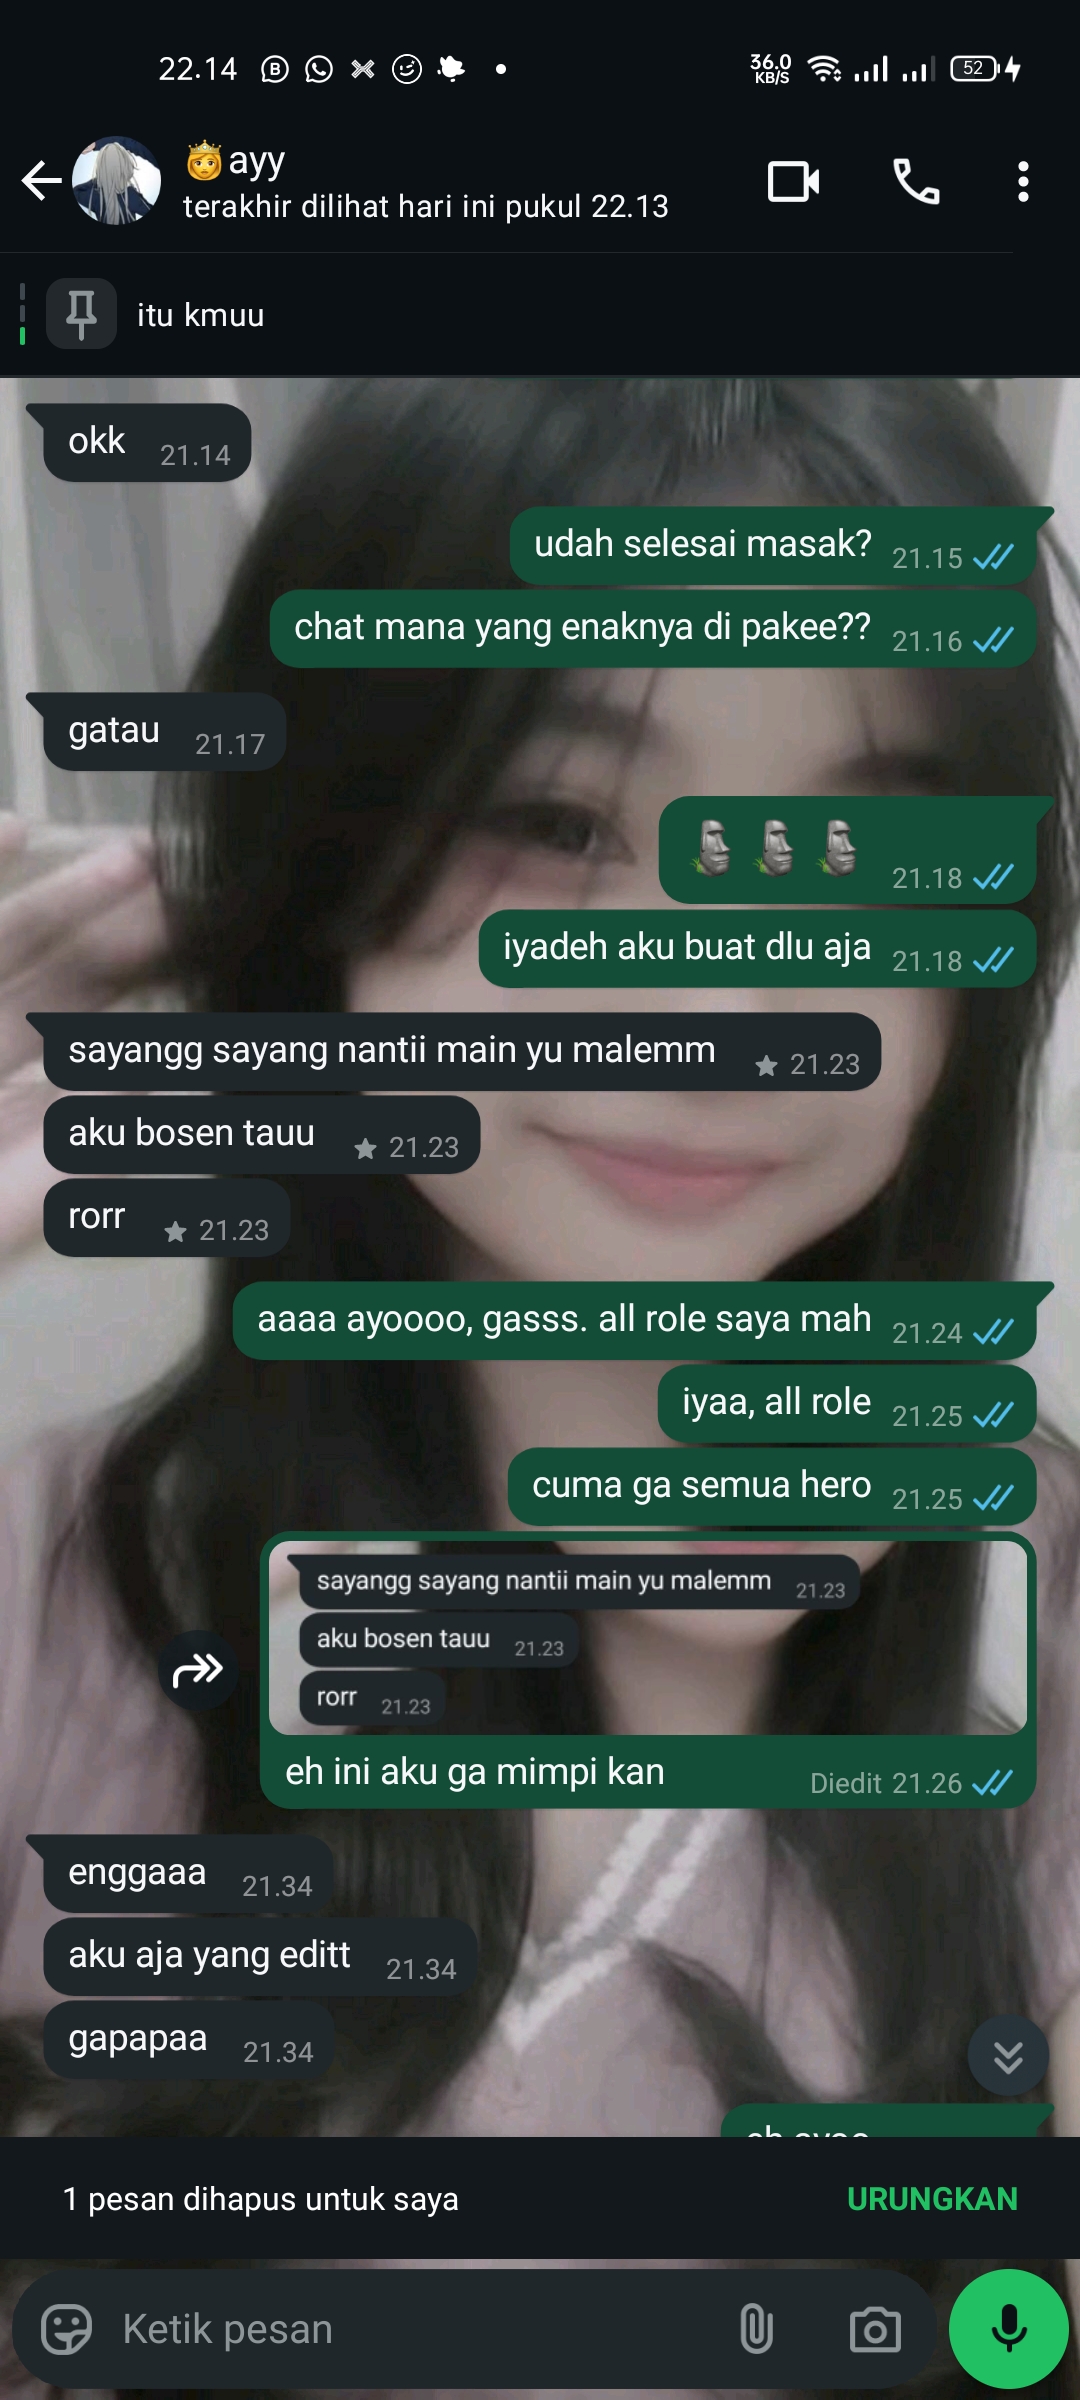 22.14
36.0 KB/S
52
👸ayy
terakhir dilihat hari ini pukul 22.13
itu kmuu
okk 21.14
udah selesai masak? 21.15
chat mana yang enaknya di pakee?? 21.16
gatau 21.17
🗿🗿🗿 21.18
iyadeh aku buat dlu aja 21.18
sayangg sayang nantii main yu malemm 21.23
aku bosen tauu 21.23
rorr 21.23
aaaa ayoooo, gasss. all role saya mah 21.24
iyaa, all role 21.25
cuma ga semua hero 21.25
sayangg sayang nantii main yu malemm 21.23
aku bosen tauu 21.23
rorr 21.23
eh ini aku ga mimpi kan Diedit 21.26
enggaaa 21.34
aku aja yang editt 21.34
gapapaa 21.34
1 pesan dihapus untuk saya URUNGKAN
Ketik pesan